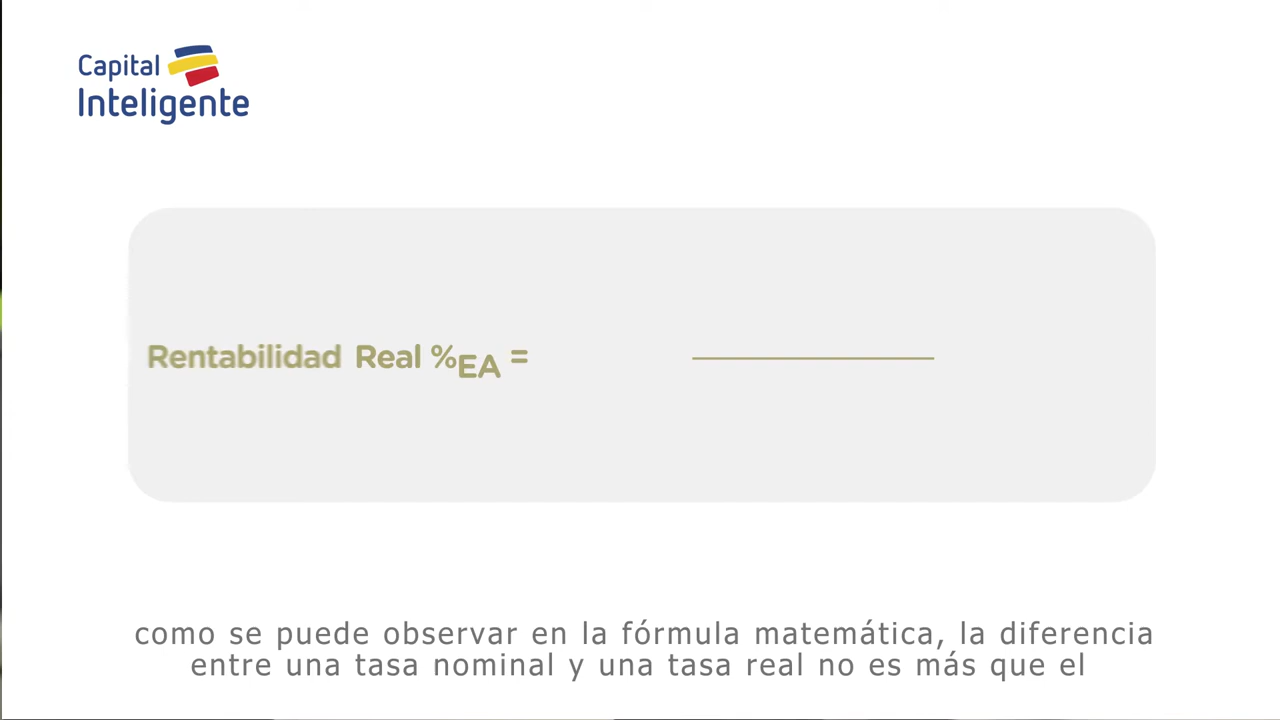 Capital
Inteligente
Rentabilidad Real %EA =
como se puede observar en la fórmula matemática, la diferencia
entre una tasa nominal y una tasa real no es más que el